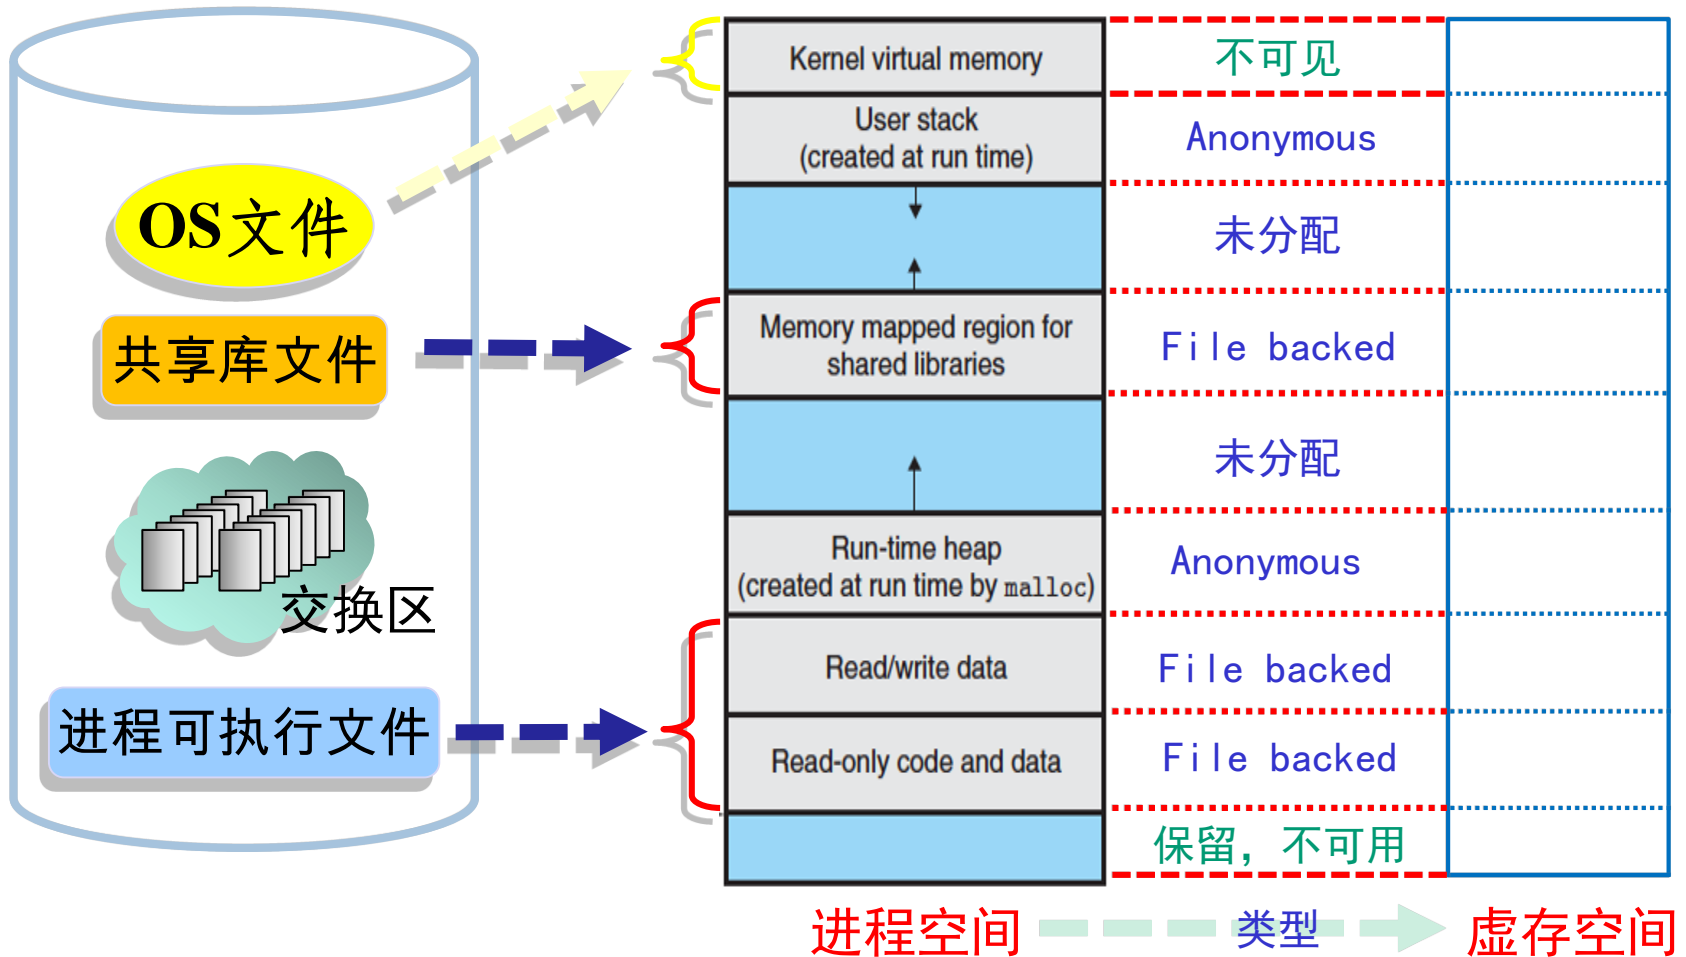 OS文件
共享库文件
交换区
进程可执行文件
Kernel virtual memory
不可见
User stack
(created at run time)
Anonymous
未分配
Memory mapped region for
shared libraries
File backed
未分配
Run-time heap
(created at run time by malloc)
Anonymous
Read/write data
File backed
Read-only code and data
File backed
保留，不可用
进程空间
类型
虚存空间